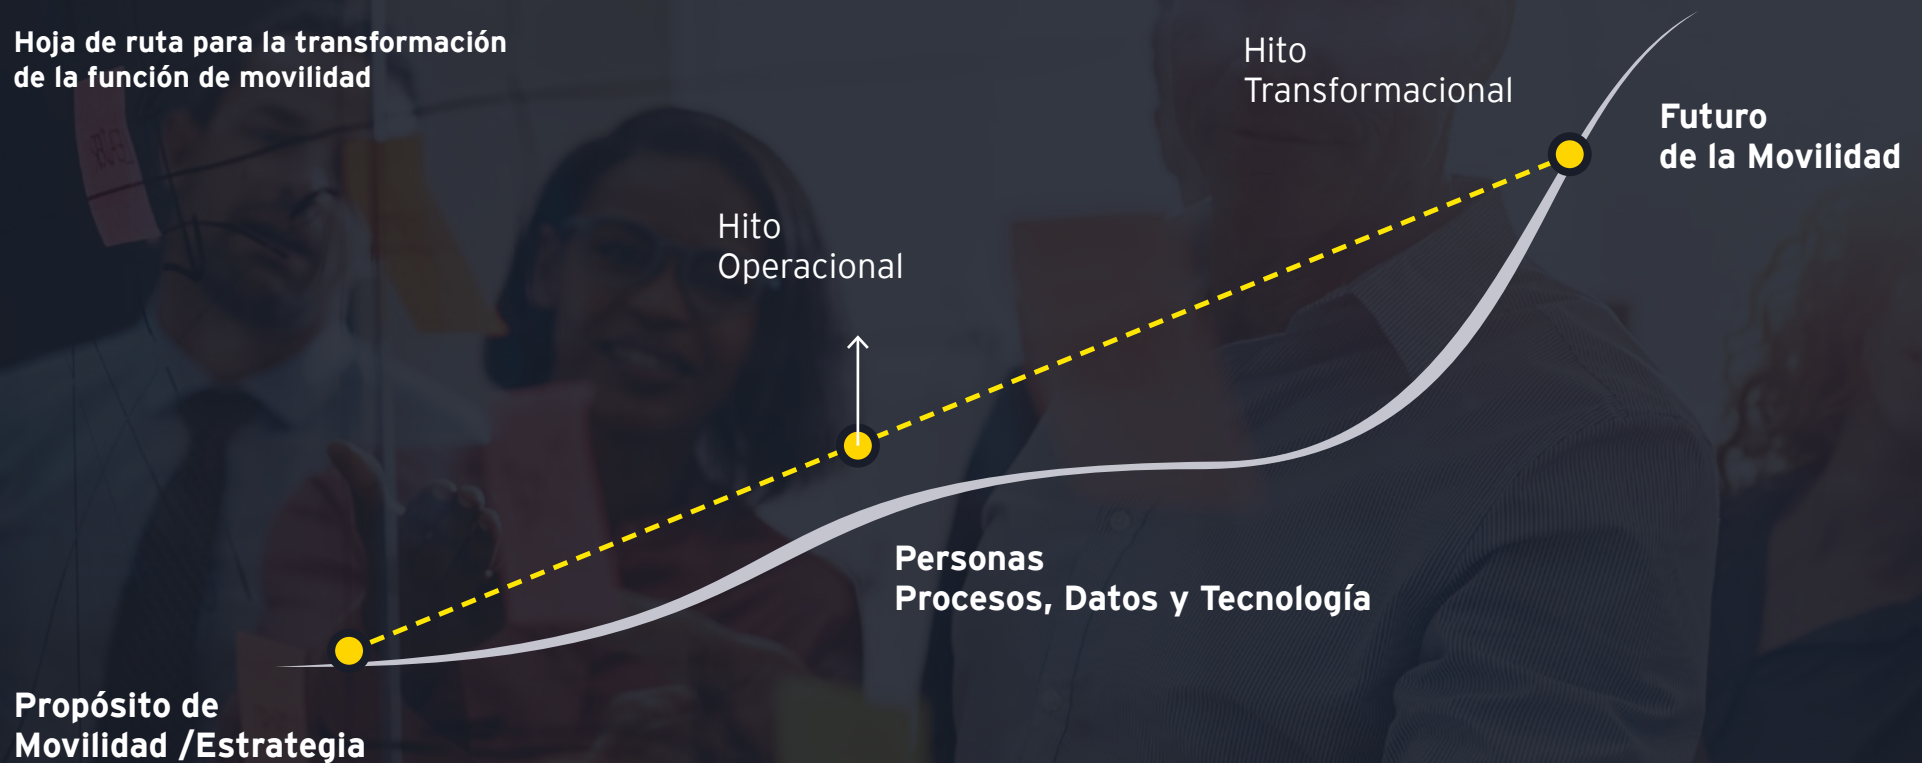 Hoja de ruta para la transformación
de la función de movilidad
Hito
Transformacional
Futuro
de la Movilidad
Hito
Operacional
Personas
Procesos, Datos y Tecnología
Propósito de
Movilidad /Estrategia